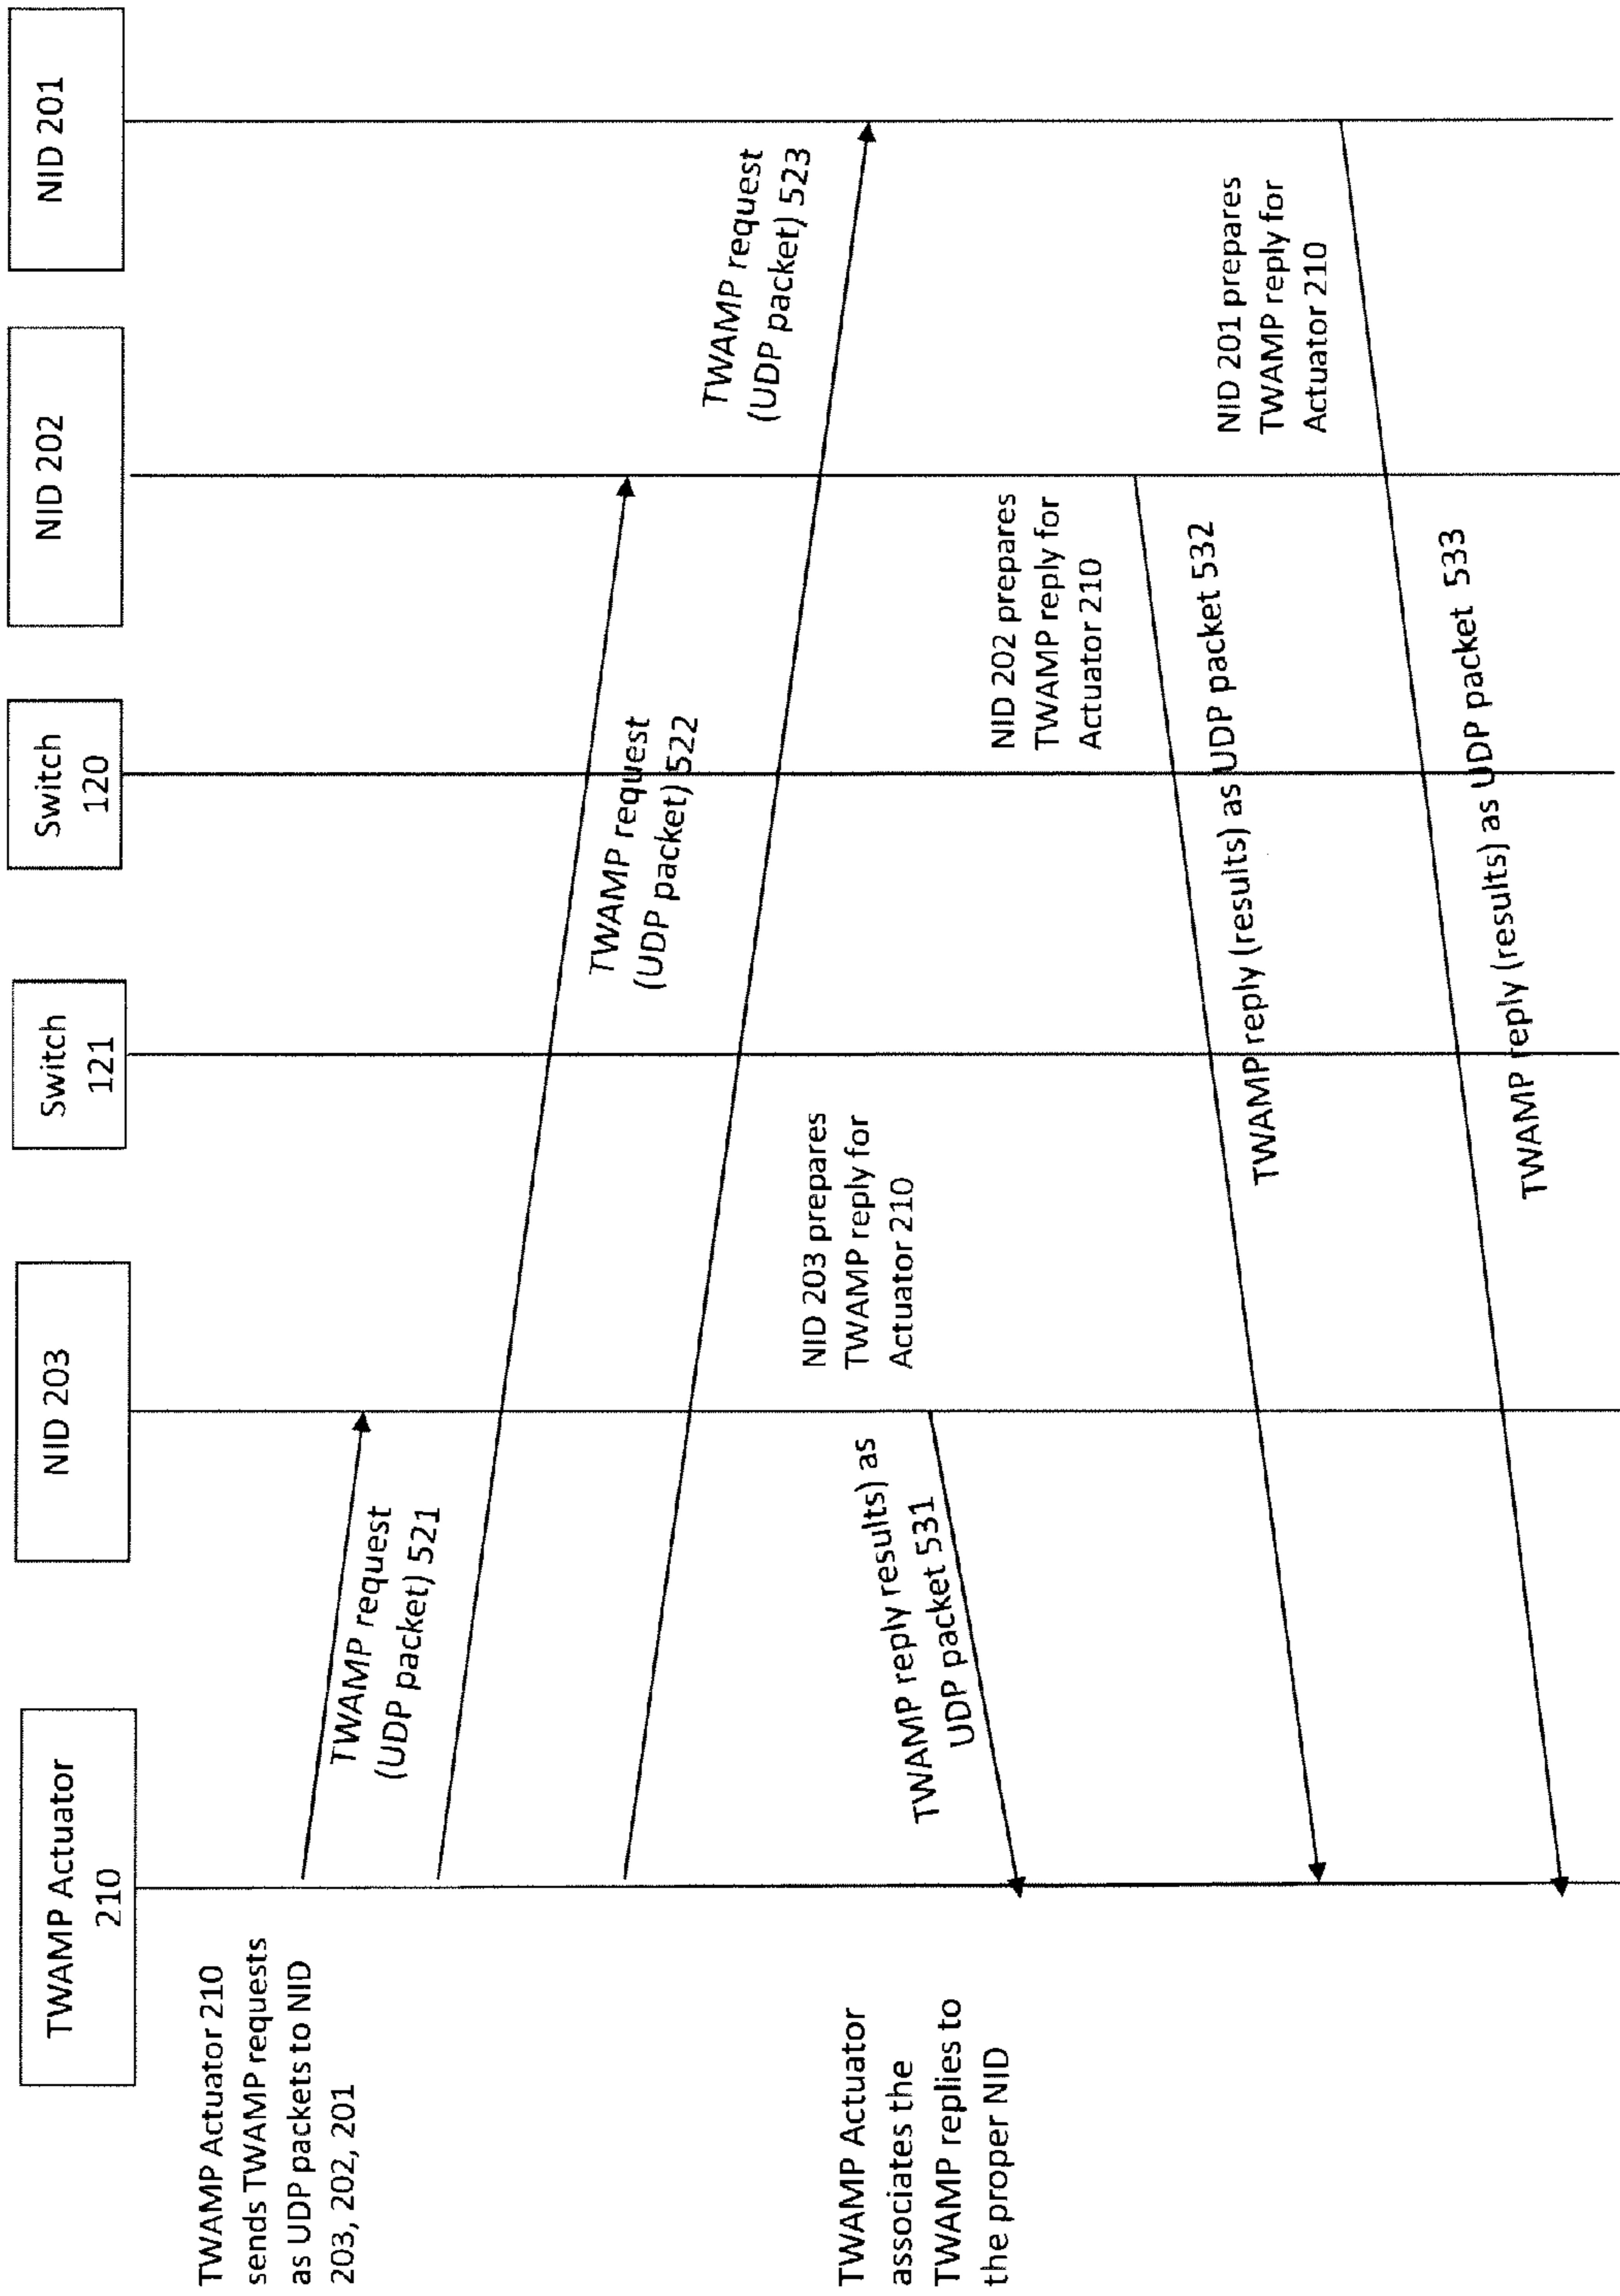 TWAMP Actuator
210
NID 203
Switch
121
Switch
120
NID 202
NID 201
TWAMP Actuator 210
sends TWAMP requests
as UDP packets to NID
203, 202, 201
TWAMP request
(UDP packet) 521
TWAMP request
(UDP packet) 522
TWAMP request
(UDP packet) 523
NID 203 prepares
TWAMP reply for
Actuator 210
TWAMP Actuator
associates the
TWAMP replies to
the proper NID
TWAMP reply results) as
UDP packet 531
NID 202 prepares
TWAMP reply for
Actuator 210
TWAMP reply (results) as UDP packet 532
NID 201 prepares
TWAMP reply for
Actuator 210
TWAMP reply (results) as UDP packet 533